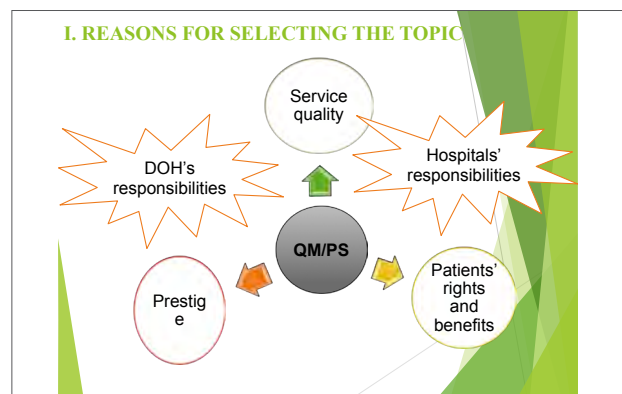 I. REASONS FOR SELECTING THE TOPIC
Service
quality
DOH's
responsibilities
Hospitals'
responsibilities
QM/PS
Prestig
e
Patients'
rights
and
benefits